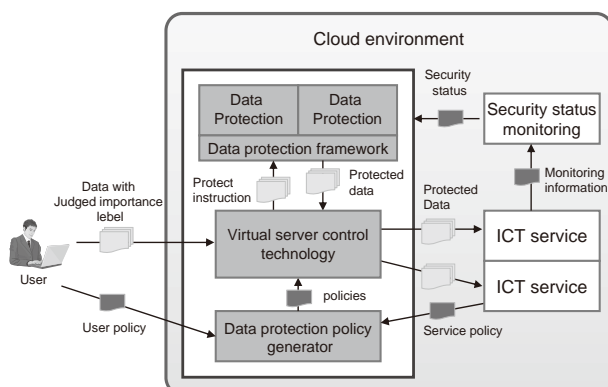 Cloud environment
Security
status
Data
Protection
Data
Protection
Security status
monitoring
Data protection framework
Data with
Judged importance
lebel
Protect
instruction
Protected
data
Protected
Data
Monitoring
information
Virtual server control
technology
ICT service
ICT service
User
policies
User policy
Data protection policy
generator
Service policy